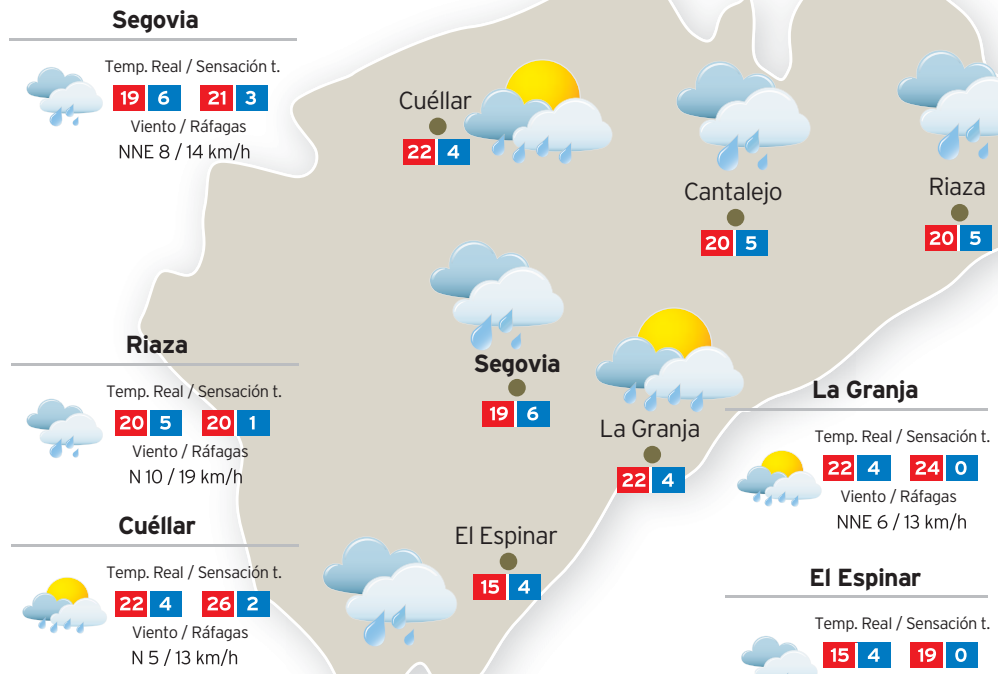 Segovia
Temp. Real / Sensación t.
19 6 21 3
Viento / Ráfagas
NNE 8 / 14 km/h
Cuéllar
22 4
Cantalejo
20 5
Riaza
20 5
Segovia
19 6
La Granja
22 4
El Espinar
15 4
Riaza
Temp. Real / Sensación t.
20 5 20 1
Viento / Ráfagas
N 10 / 19 km/h
Cuéllar
Temp. Real / Sensación t.
22 4 26 2
Viento / Ráfagas
N 5 / 13 km/h
La Granja
Temp. Real / Sensación t.
22 4 24 0
Viento / Ráfagas
NNE 6 / 13 km/h
El Espinar
Temp. Real / Sensación t.
15 4 19 0